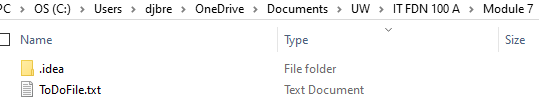 PC > OS (C:) > Users > djbre > OneDrive > Documents > UW > IT FDN 100 A > Module 7
Name Type Size
.idea File folder
ToDoFile.txt Text Document